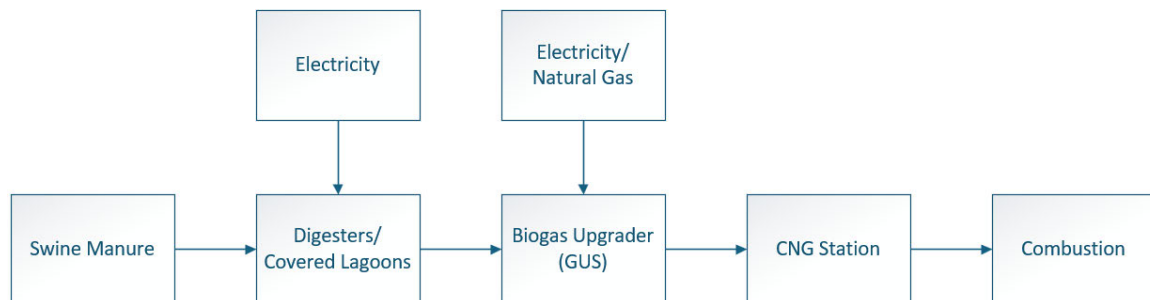 Electricity
Electricity/
Natural Gas
Swine Manure
Digesters/
Covered Lagoons
Biogas Upgrader
(GUS)
CNG Station
Combustion